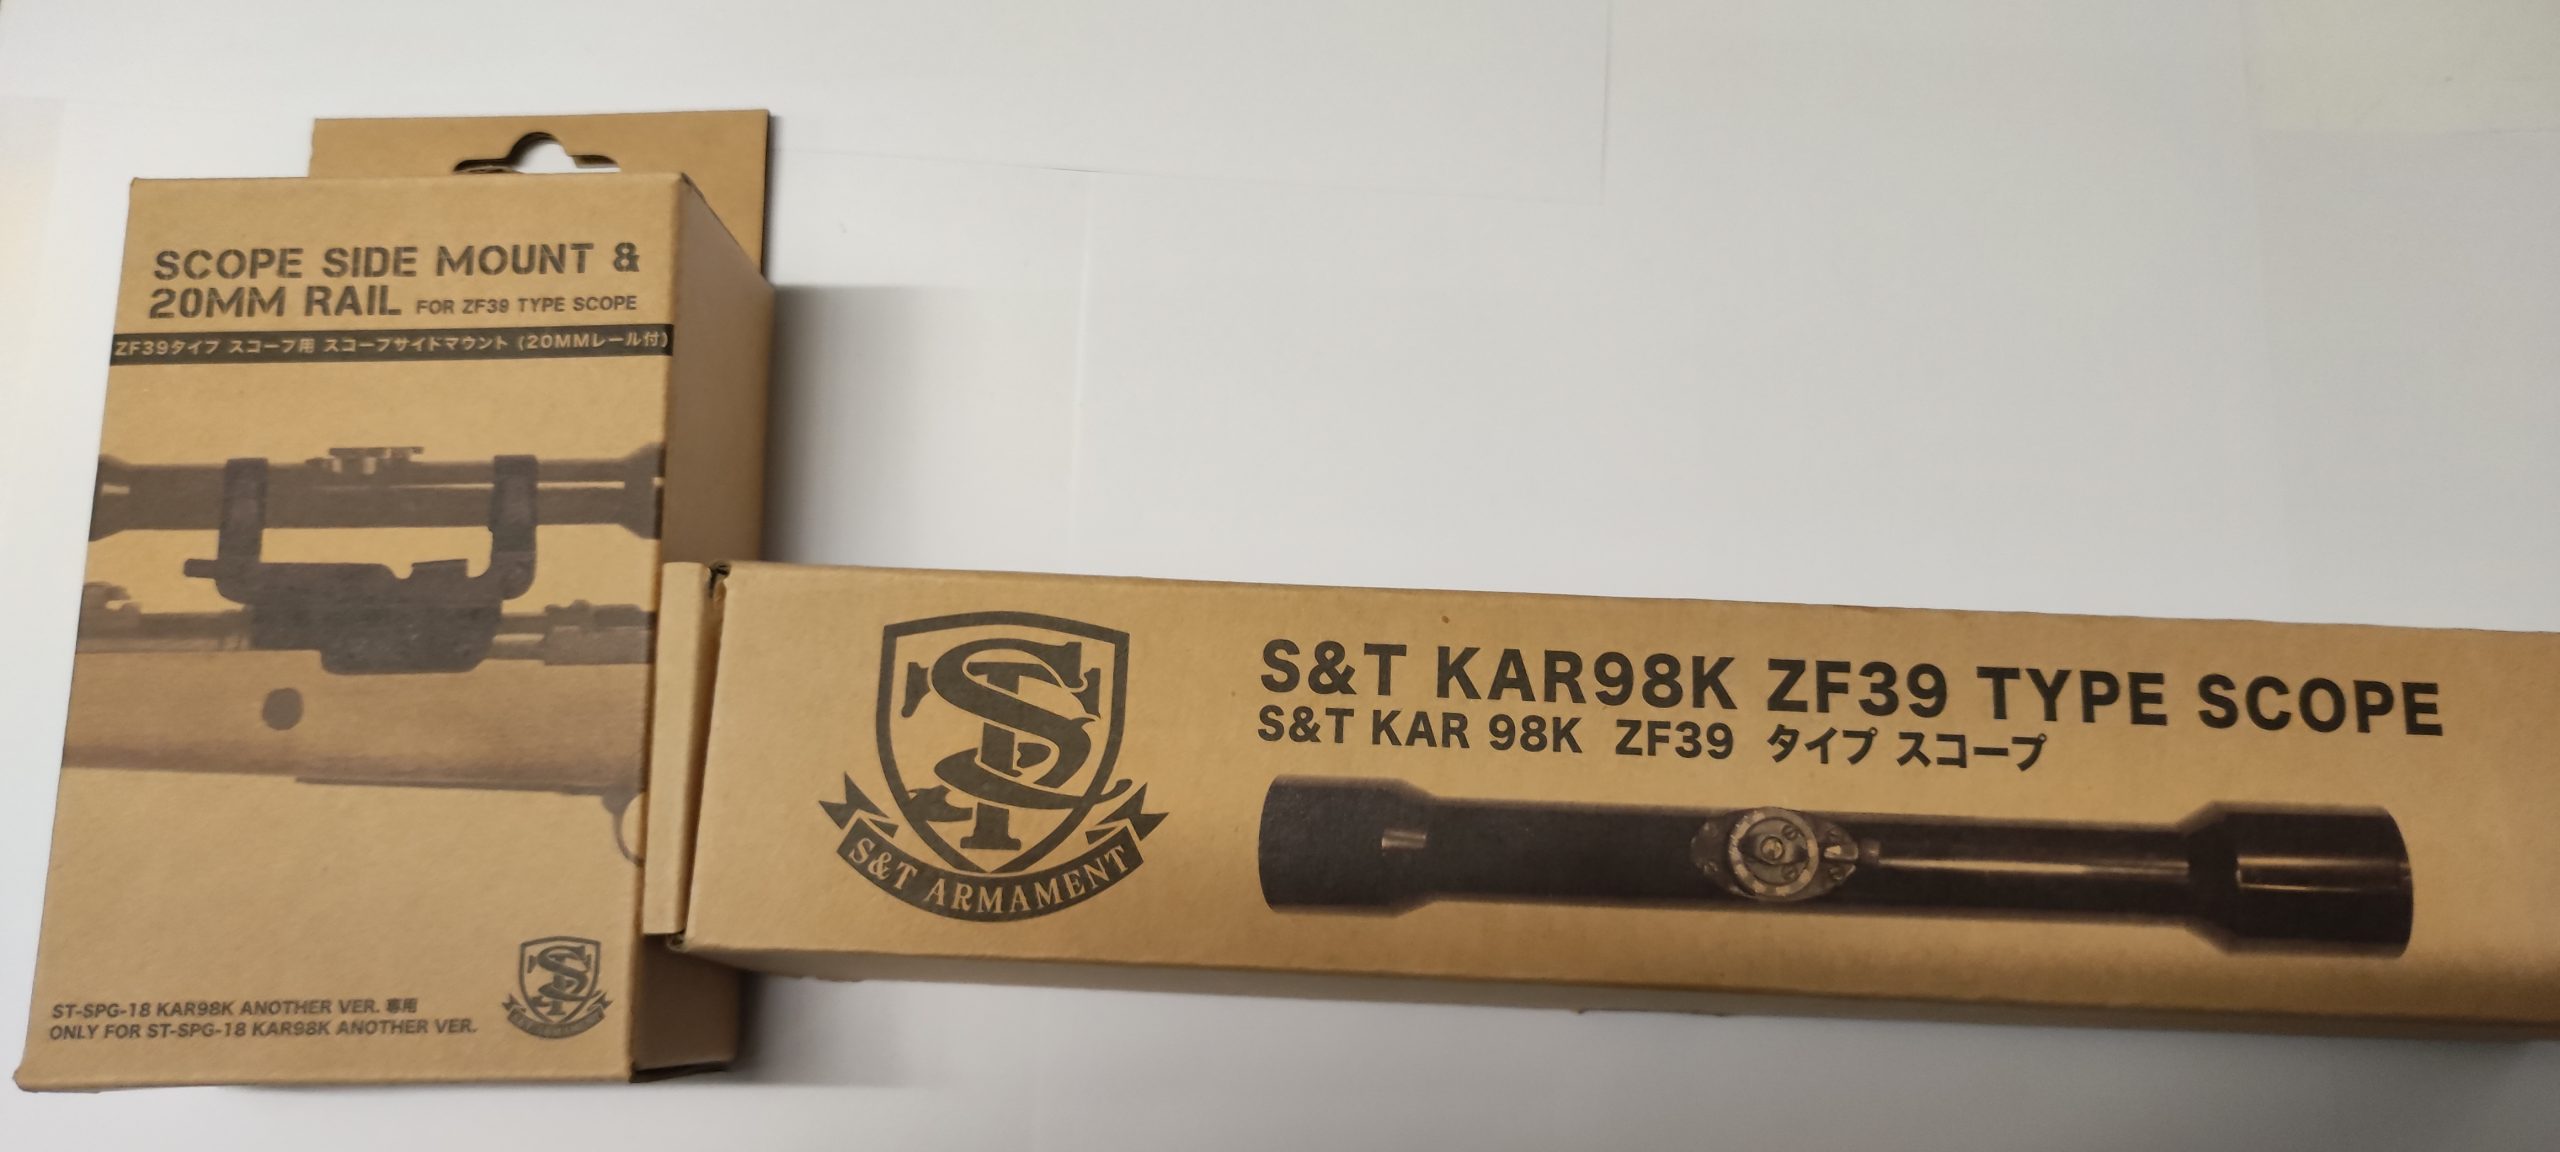 SCOPE SIDE MOUNT &
20MM RAIL FOR ZF39 TYPE SCOPE
ZF39タイプ スコープ用 スコープサイドマウント (20MMレール付)
ST-SPG-18 KAR98K ANOTHER VER. 専用
ONLY FOR ST-SPG-18 KAR98K ANOTHER VER.
S&T ARMAMENT
S&T KAR98K ZF39 TYPE SCOPE
S&T KAR 98K ZF39 タイプ スコープ
ST
S&T ARMAMENT